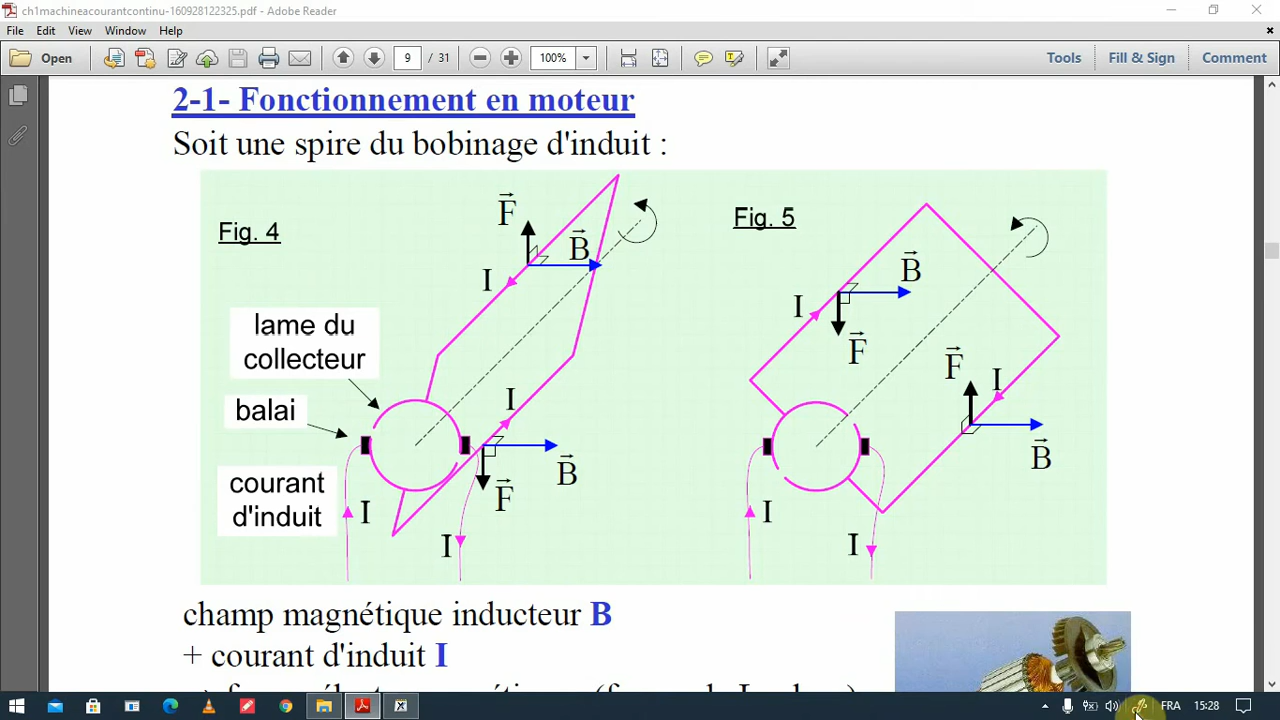 ch1machineacourantcontinu-160928122325.pdf - Adobe Reader
File Edit View Window Help
Open 9 / 31 100% Tools Fill & Sign Comment
2-1- Fonctionnement en moteur
Soit une spire du bobinage d'induit :
Fig. 4
F
B
I
lame du
collecteur
balai
I
B
courant
d'induit
I
F
I
Fig. 5
B
I
F
F
I
B
I
I
champ magnétique inducteur B
+ courant d'induit I
FRA 15:28